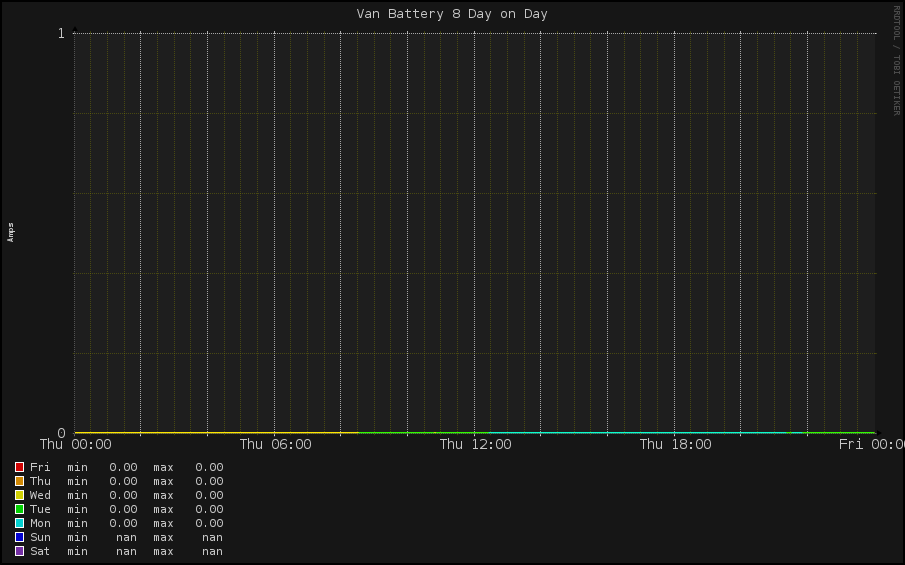 Van Battery 8 Day on Day
RRDTOOL / TOBI OETIKER
1
Amps
0
Thu 00:00 Thu 06:00 Thu 12:00 Thu 18:00 Fri 00:0
Fri min 0.00 max 0.00
Thu min 0.00 max 0.00
Wed min 0.00 max 0.00
Tue min 0.00 max 0.00
Mon min 0.00 max 0.00
Sun min nan max nan
Sat min nan max nan